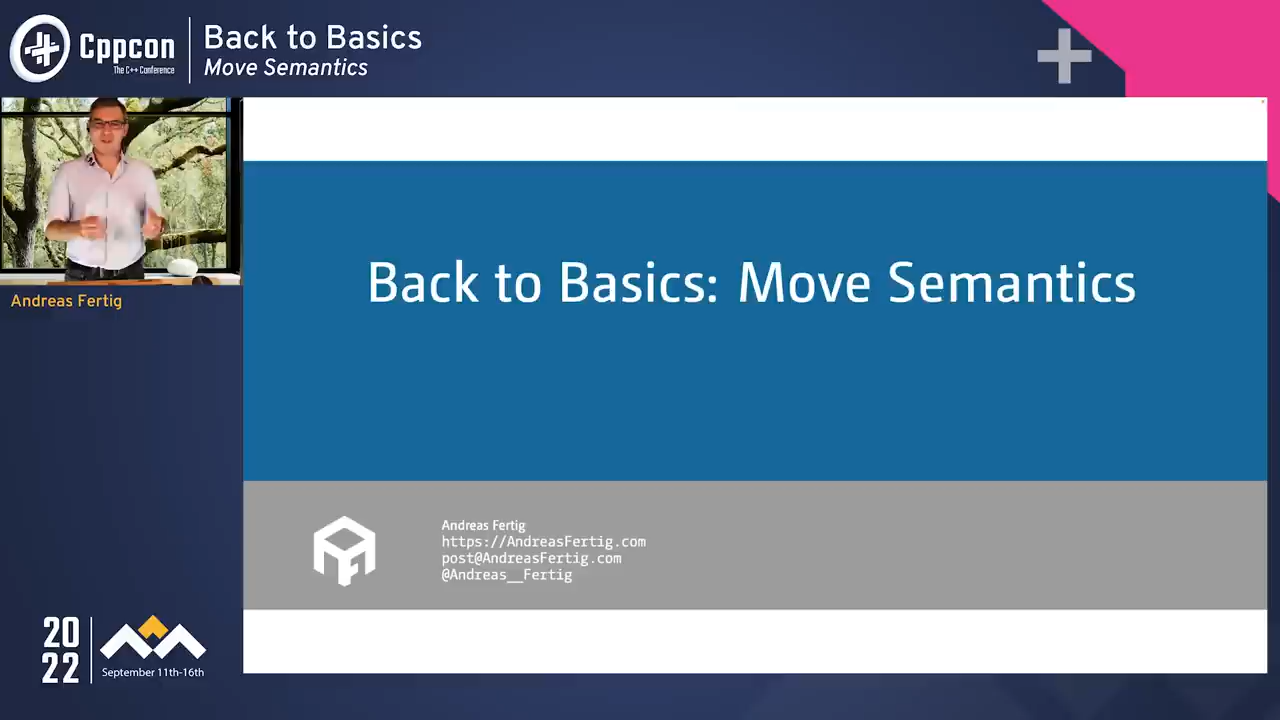 Cppcon
The C++ Conference
Back to Basics
Move Semantics
Andreas Fertig
Back to Basics: Move Semantics
Andreas Fertig
https://AndreasFertig.com
post@AndreasFertig.com
@Andreas__Fertig
20
22
September 11th-16th